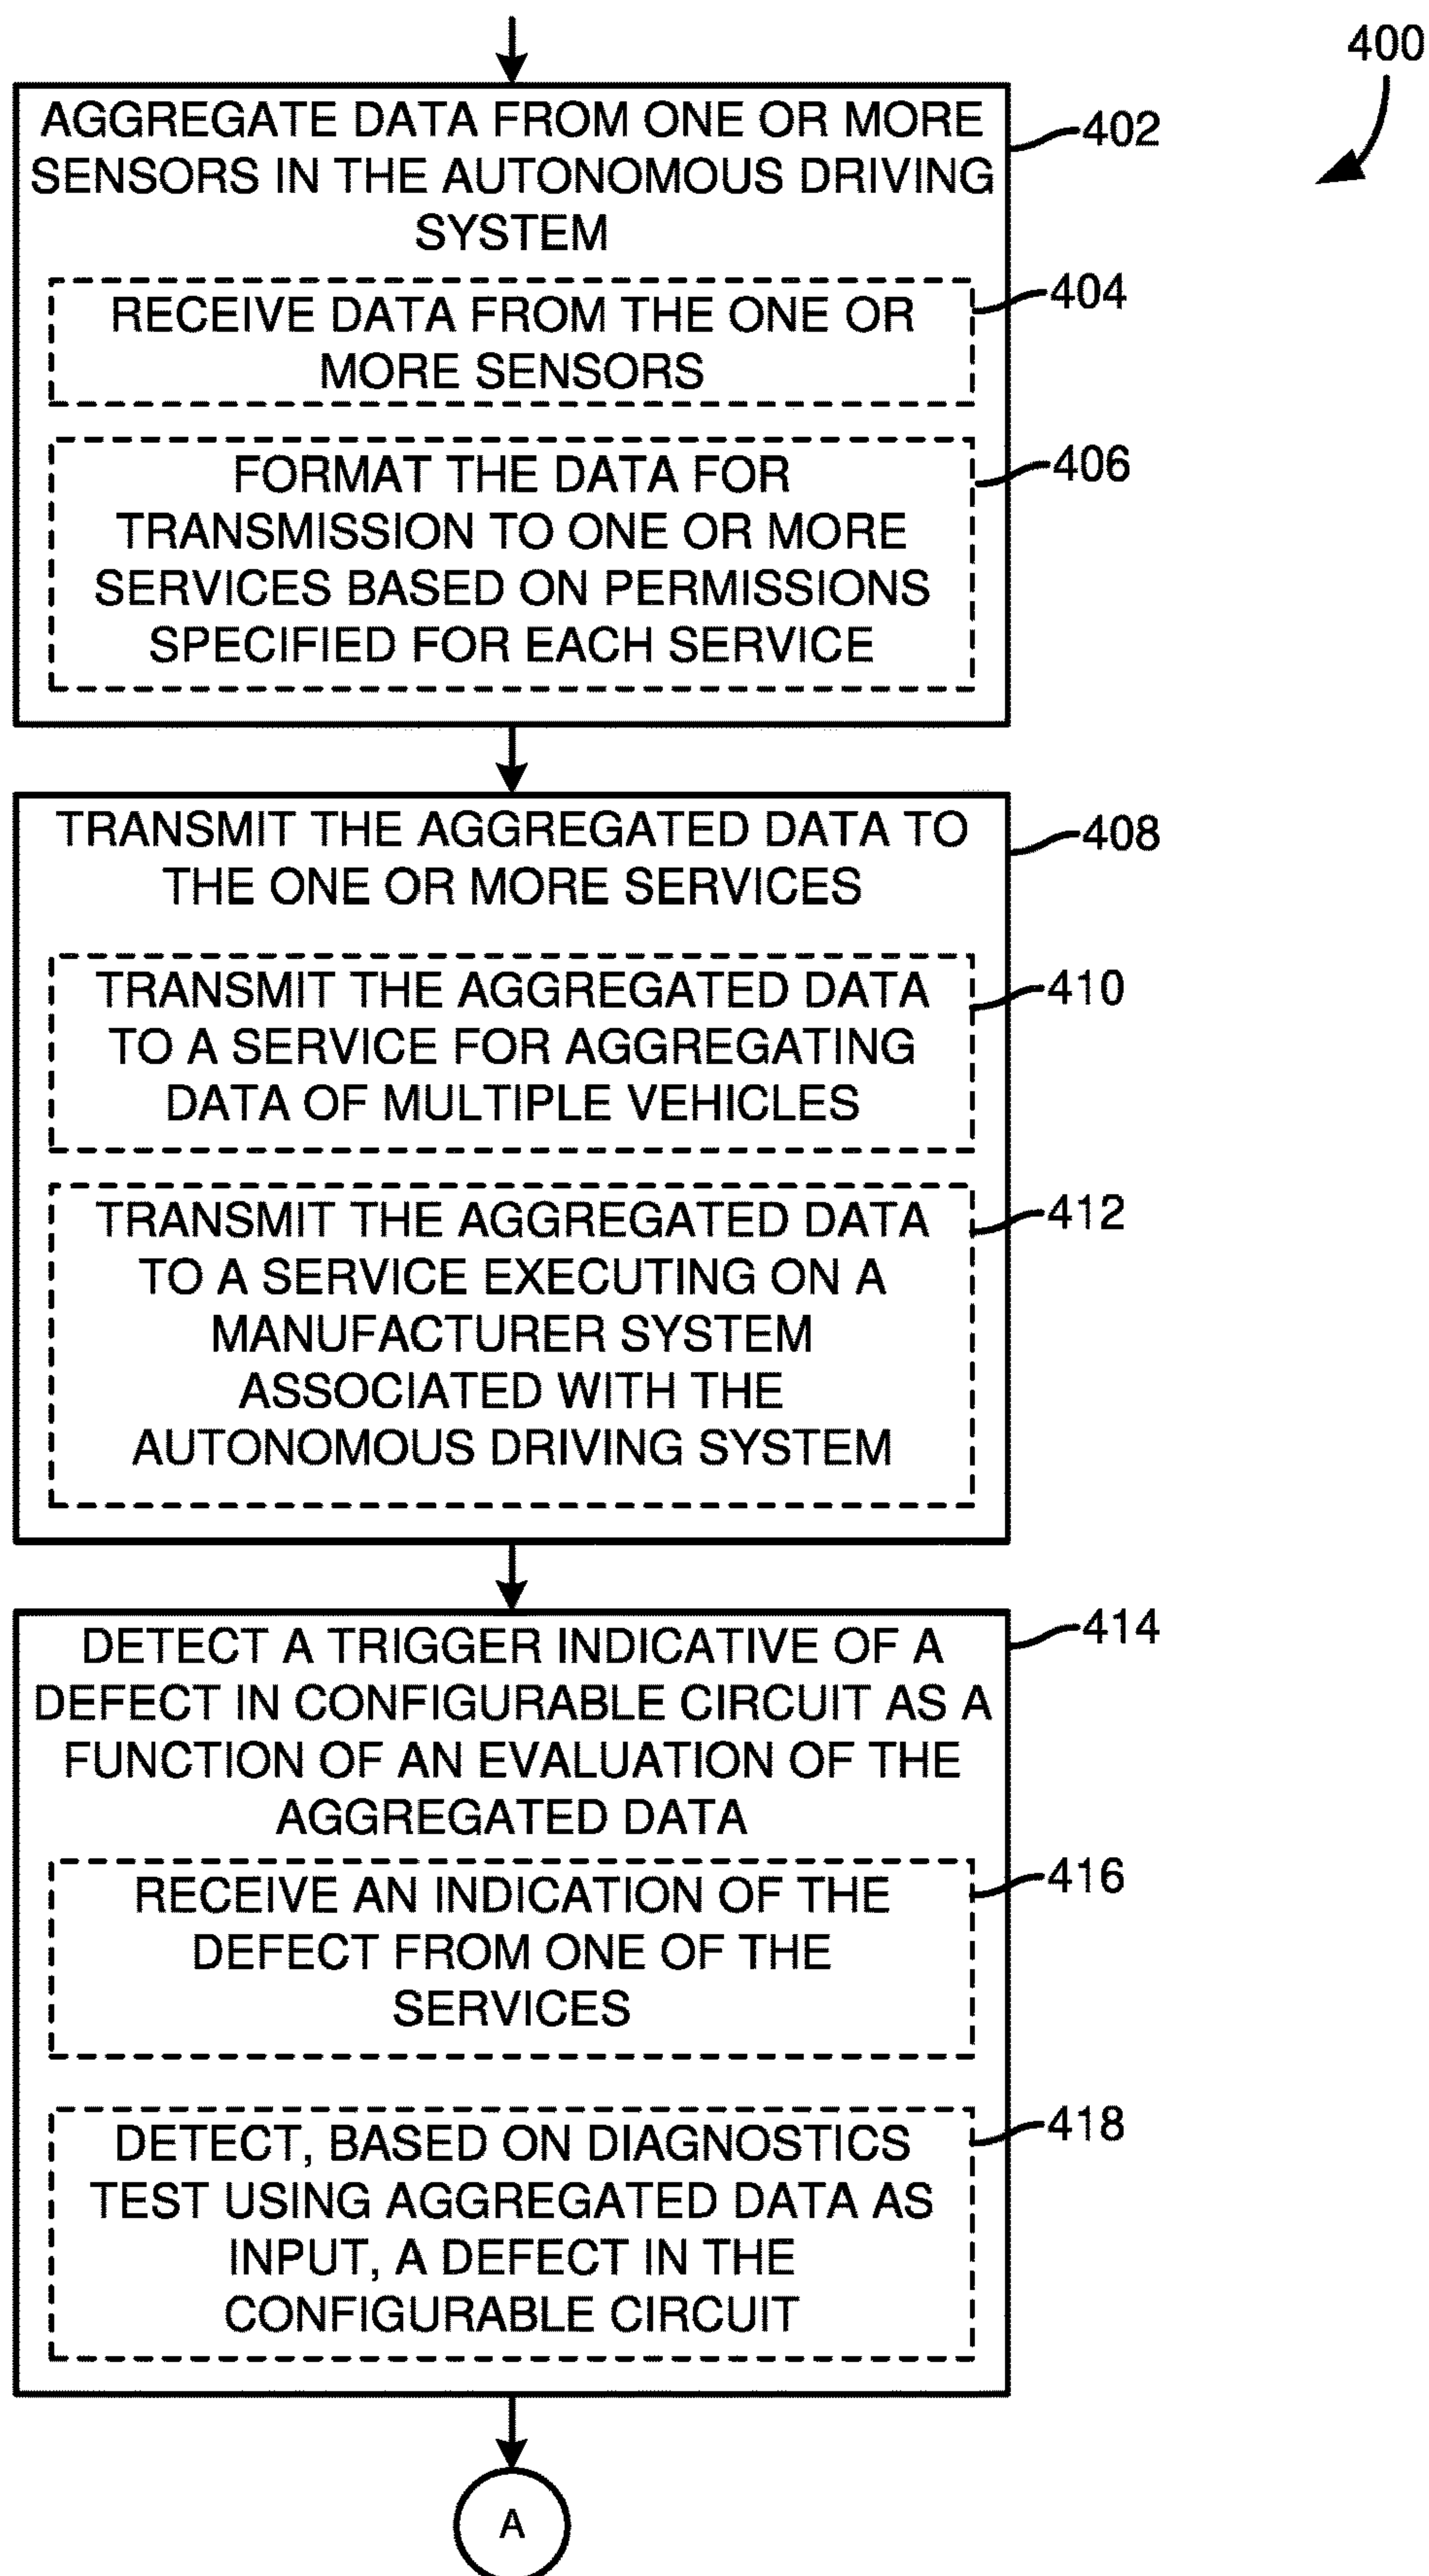 400
AGGREGATE DATA FROM ONE OR MORE
SENSORS IN THE AUTONOMOUS DRIVING
SYSTEM
402
RECEIVE DATA FROM THE ONE OR
MORE SENSORS
404
FORMAT THE DATA FOR
TRANSMISSION TO ONE OR MORE
SERVICES BASED ON PERMISSIONS
SPECIFIED FOR EACH SERVICE
406
TRANSMIT THE AGGREGATED DATA TO
THE ONE OR MORE SERVICES
408
TRANSMIT THE AGGREGATED DATA
TO A SERVICE FOR AGGREGATING
DATA OF MULTIPLE VEHICLES
410
TRANSMIT THE AGGREGATED DATA
TO A SERVICE EXECUTING ON A
MANUFACTURER SYSTEM
ASSOCIATED WITH THE
AUTONOMOUS DRIVING SYSTEM
412
DETECT A TRIGGER INDICATIVE OF A
DEFECT IN CONFIGURABLE CIRCUIT AS A
FUNCTION OF AN EVALUATION OF THE
AGGREGATED DATA
414
RECEIVE AN INDICATION OF THE
DEFECT FROM ONE OF THE
SERVICES
416
DETECT, BASED ON DIAGNOSTICS
TEST USING AGGREGATED DATA AS
INPUT, A DEFECT IN THE
CONFIGURABLE CIRCUIT
418
A